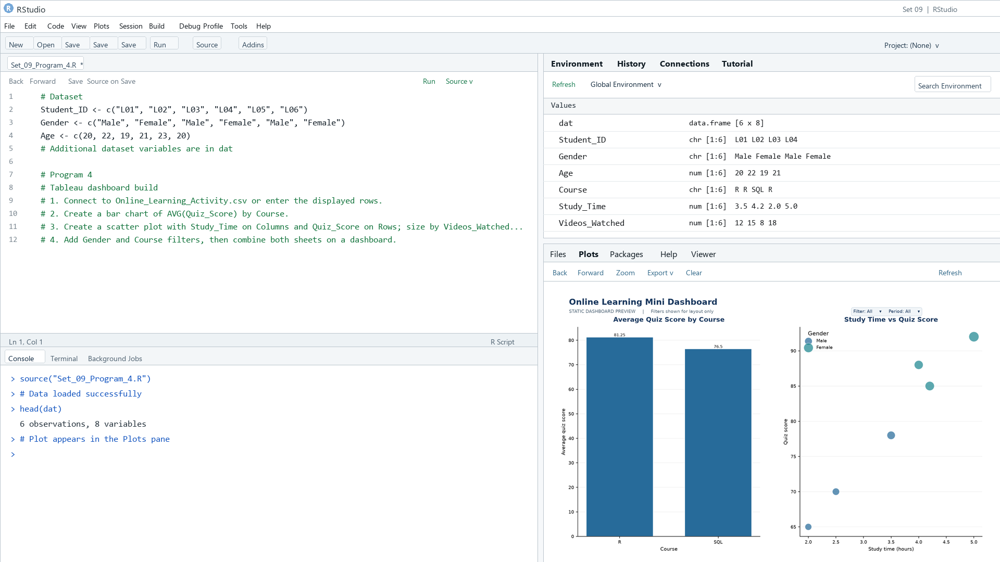 R RStudio
Set 09 | RStudio
File Edit Code View Plots Session Build Debug Profile Tools Help
New Open Save Save Save Run Source Addins
Project: (None) v
Set_09_Program_4.R *
Back Forward Save Source on Save Run Source v
1 # Dataset
2 Student_ID <- c("L01", "L02", "L03", "L04", "L05", "L06")
3 Gender <- c("Male", "Female", "Male", "Female", "Male", "Female")
4 Age <- c(20, 22, 19, 21, 23, 20)
5 # Additional dataset variables are in dat
6
7 # Program 4
8 # Tableau dashboard build
9 # 1. Connect to Online_Learning_Activity.csv or enter the displayed rows.
10 # 2. Create a bar chart of AVG(Quiz_Score) by Course.
11 # 3. Create a scatter plot with Study_Time on Columns and Quiz_Score on Rows; size by Videos_Watched...
12 # 4. Add Gender and Course filters, then combine both sheets on a dashboard.
Ln 1, Col 1 R Script
Console Terminal Background Jobs
> source("Set_09_Program_4.R")
> # Data loaded successfully
> head(dat)
6 observations, 8 variables
> # Plot appears in the Plots pane
>
Environment History Connections Tutorial
Refresh Global Environment v Search Environment
Values
dat data.frame [6 x 8]
Student_ID chr [1:6] L01 L02 L03 L04
Gender chr [1:6] Male Female Male Female
Age num [1:6] 20 22 19 21
Course chr [1:6] R R SQL R
Study_Time num [1:6] 3.5 4.2 2.0 5.0
Videos_Watched num [1:6] 12 15 8 18
Files Plots Packages Help Viewer
Back Forward Zoom Export v Clear Refresh
Online Learning Mini Dashboard
STATIC DASHBOARD PREVIEW | Filters shown for layout only
Filter: All ▾ Period: All ▾
Average Quiz Score by Course
81.25
76.5
80
70
60
50
40
30
20
10
0
Average quiz score
R SQL
Course
Study Time vs Quiz Score
Gender
Male
Female
90
85
80
75
70
65
Quiz score
2.0 2.5 3.0 3.5 4.0 4.5 5.0
Study time (hours)